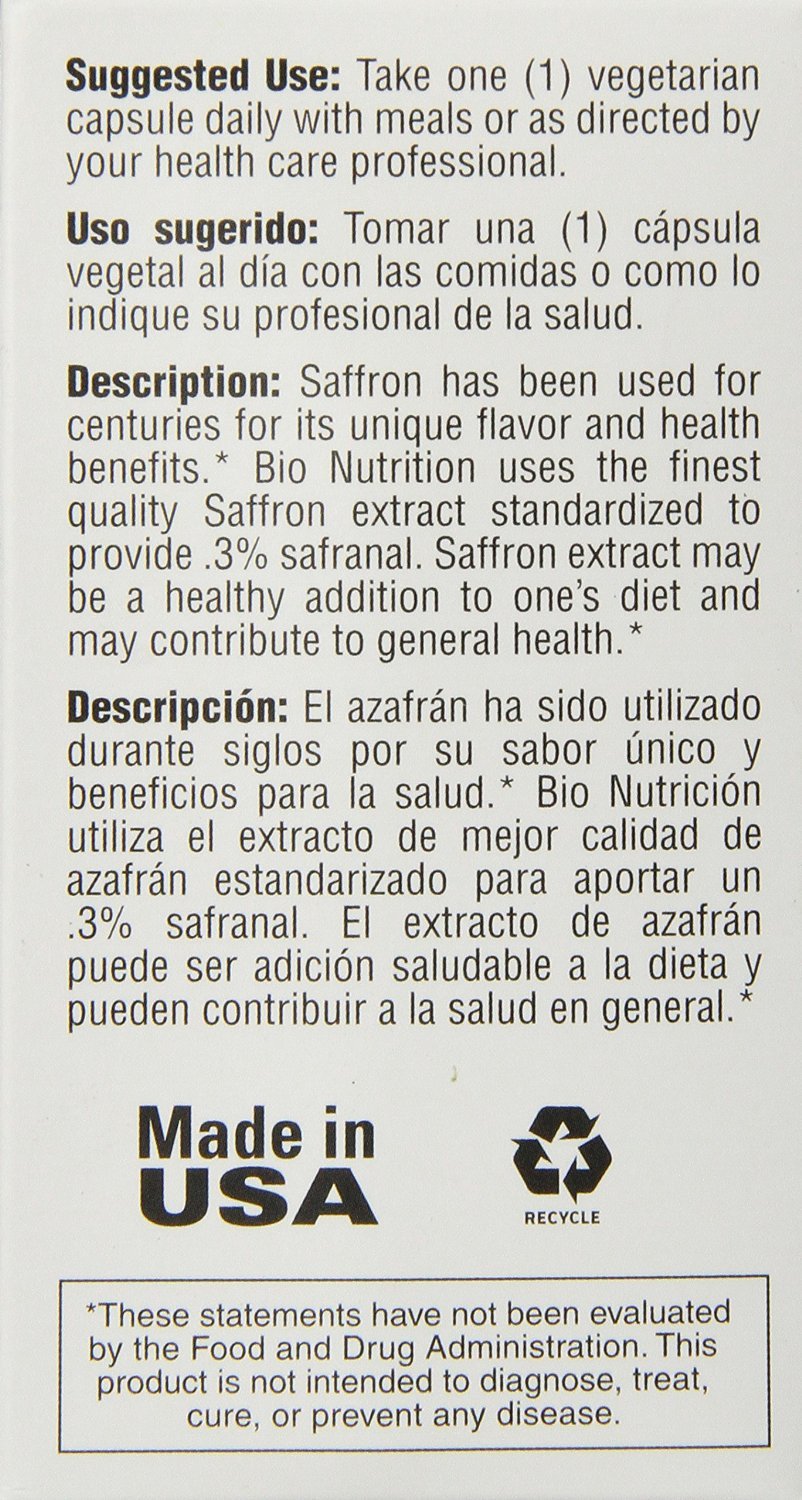 Suggested Use: Take one (1) vegetarian
capsule daily with meals or as directed by
your health care professional.
Uso sugerido: Tomar una (1) cápsula
vegetal al día con las comidas o como lo
indique su profesional de la salud.
Description: Saffron has been used for
centuries for its unique flavor and health
benefits.* Bio Nutrition uses the finest
quality Saffron extract standardized to
provide .3% safranal. Saffron extract may
be a healthy addition to one's diet and
may contribute to general health.*
Descripción: El azafrán ha sido utilizado
durante siglos por su sabor único y
beneficios para la salud.* Bio Nutrición
utiliza el extracto de mejor calidad de
azafrán estandarizado para aportar un
.3% safranal. El extracto de azafrán
puede ser adición saludable a la dieta y
pueden contribuir a la salud en general.*
Made in
USA
RECYCLE
*These statements have not been evaluated
by the Food and Drug Administration. This
product is not intended to diagnose, treat,
cure, or prevent any disease.